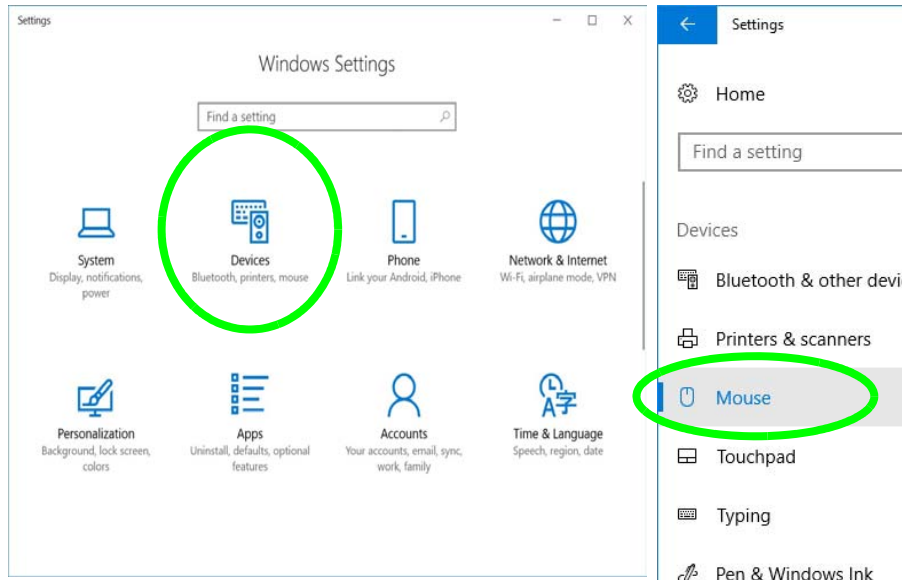 Settings
Windows Settings
Find a setting
System
Display, notifications,
power
Devices
Bluetooth, printers, mouse
Phone
Link your Android, iPhone
Network & Internet
Wi-Fi, airplane mode, VPN
Personalization
Background, lock screen,
colors
Apps
Uninstall, defaults, optional
features
Accounts
Your accounts, email, sync,
work, family
Time & Language
Speech, region, date
Settings
Home
Find a setting
Devices
Bluetooth & other devi
Printers & scanners
Mouse
Touchpad
Typing
Pen & Windows Ink